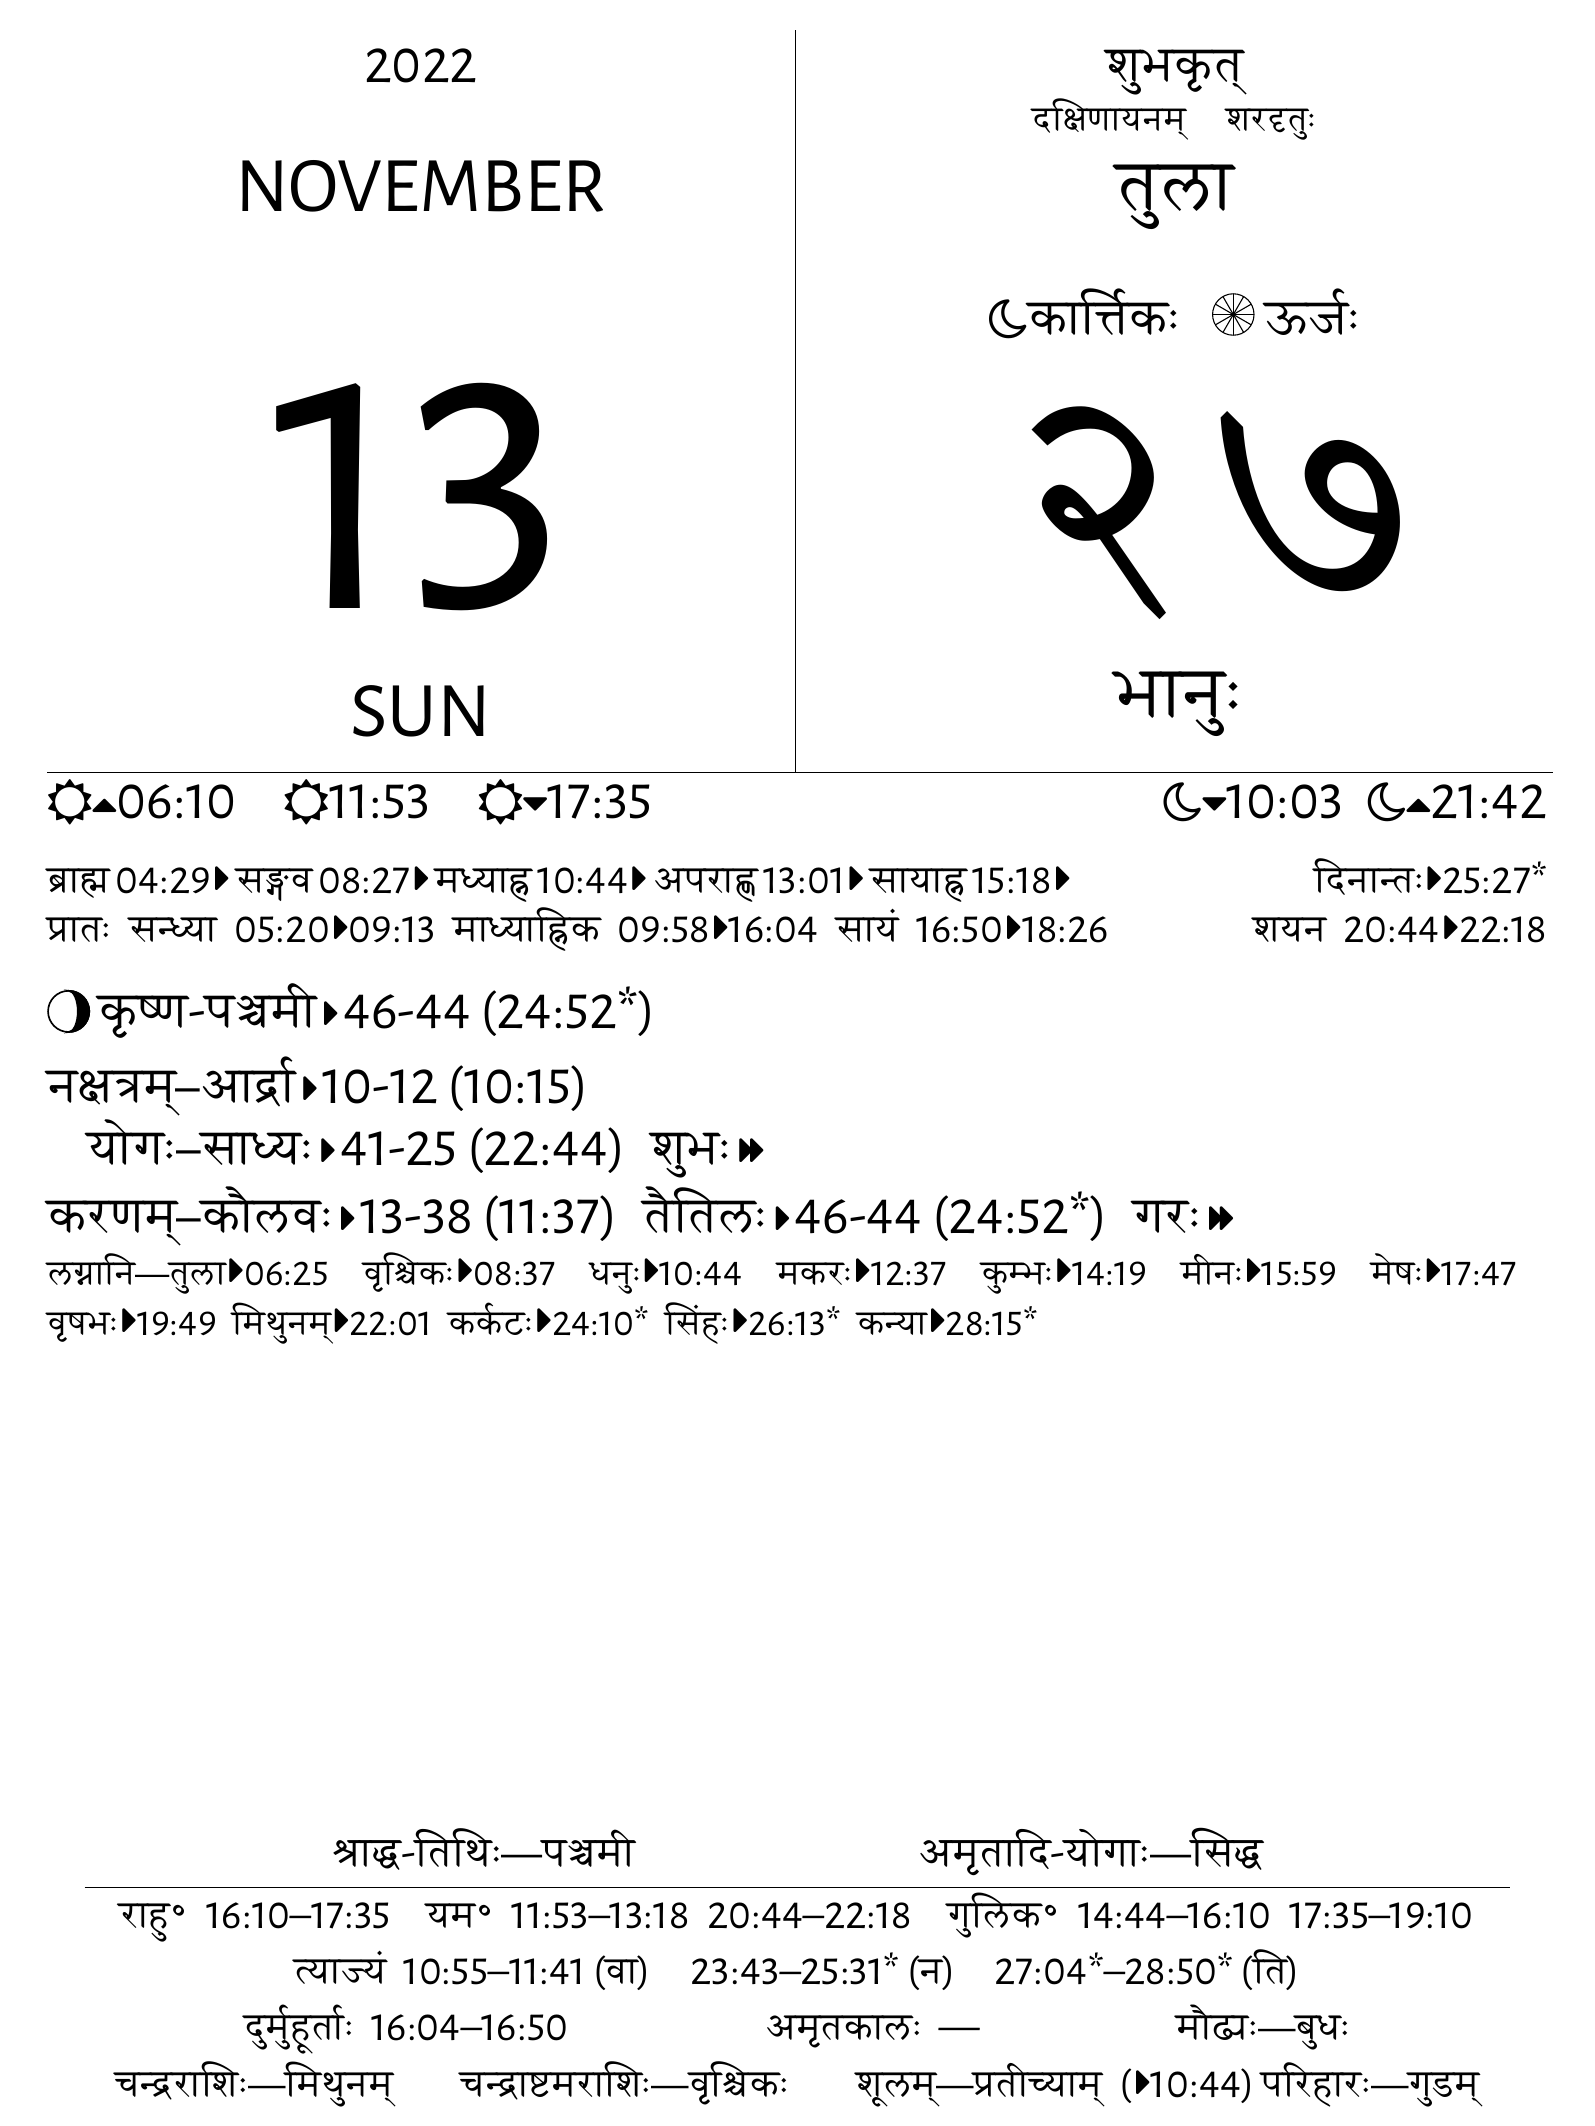 2022
NOVEMBER
13
SUN
शुभकृत्
दक्षिणायनम् शरदृतुः
तुला
कार्त्तिकः ऊर्जः
२७
भानुः
06:10 11:53 17:35 10:03 21:42
ब्राह्म 04:29 सङ्गव 08:27 मध्याह्न 10:44 अपराह्ण 13:01 सायाह्न 15:18 दिनान्तः 25:27*
प्रातः सन्ध्या 05:20 09:13 माध्याह्निक 09:58 16:04 सायं 16:50 18:26 शयन 20:44 22:18
कृष्ण-पञ्चमी 46-44 (24:52*)
नक्षत्रम्–आर्द्रा 10-12 (10:15)
योगः–साध्यः 41-25 (22:44) शुभः
करणम्–कौलवः 13-38 (11:37) तैतिलः 46-44 (24:52*) गरः
लग्नानि—तुला 06:25 वृश्चिकः 08:37 धनुः 10:44 मकरः 12:37 कुम्भः 14:19 मीनः 15:59 मेषः 17:47
वृषभः 19:49 मिथुनम् 22:01 कर्कटः 24:10* सिंहः 26:13* कन्या 28:15*
श्राद्ध-तिथिः—पञ्चमी अमृतादि-योगाः—सिद्ध
राहु° 16:10–17:35 यम° 11:53–13:18 20:44–22:18 गुलिक° 14:44–16:10 17:35–19:10
त्याज्यं 10:55–11:41 (वा) 23:43–25:31* (न) 27:04*–28:50* (ति)
दुर्मुहूर्ताः 16:04–16:50 अमृतकालः — मौढ्यः—बुधः
चन्द्रराशिः—मिथुनम् चन्द्राष्टमराशिः—वृश्चिकः शूलम्—प्रतीच्याम् (10:44) परिहारः—गुडम्